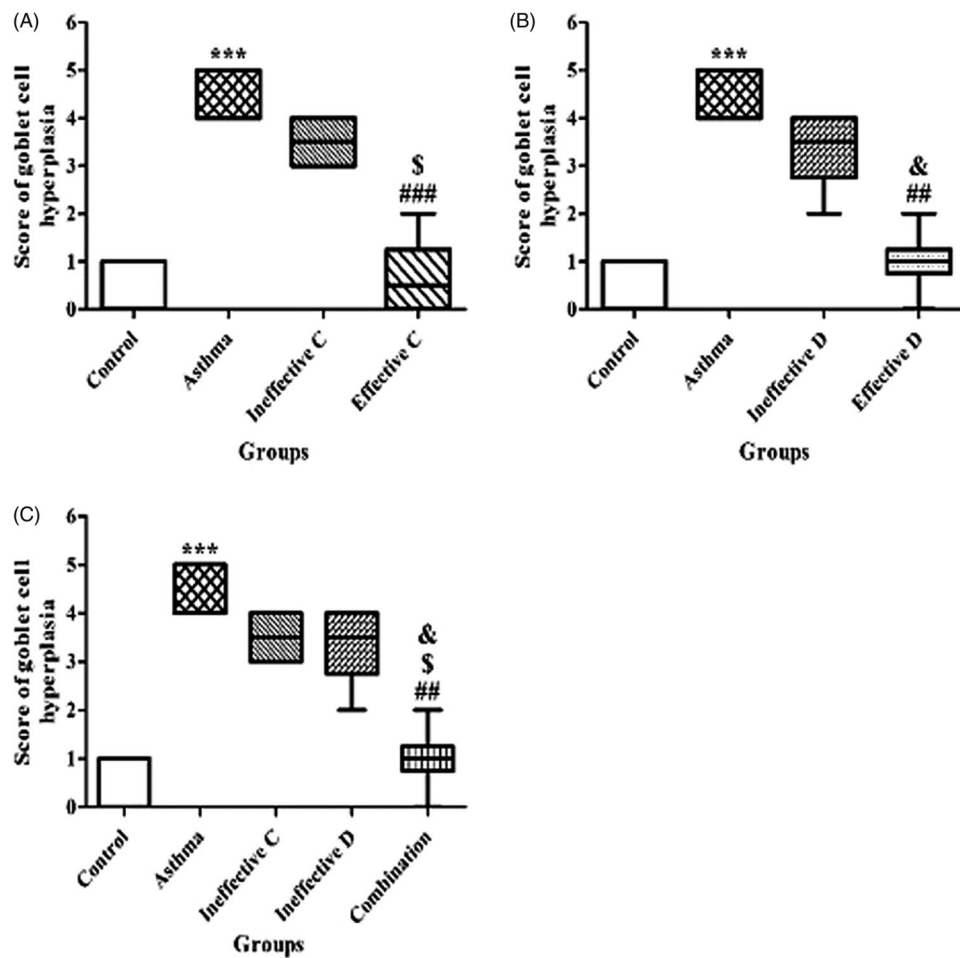 (A)
Score of goblet cell
hyperplasia
6
5
4
3
2
1
0
***
$
###
Control
Asthma
Ineffective C
Effective C
Groups
(B)
Score of goblet cell
hyperplasia
6
5
4
3
2
1
0
***
&
##
Control
Asthma
Ineffective D
Effective D
Groups
(C)
Score of goblet cell
hyperplasia
6
5
4
3
2
1
0
***
&
$
##
Control
Asthma
Ineffective C
Ineffective D
Combination
Groups